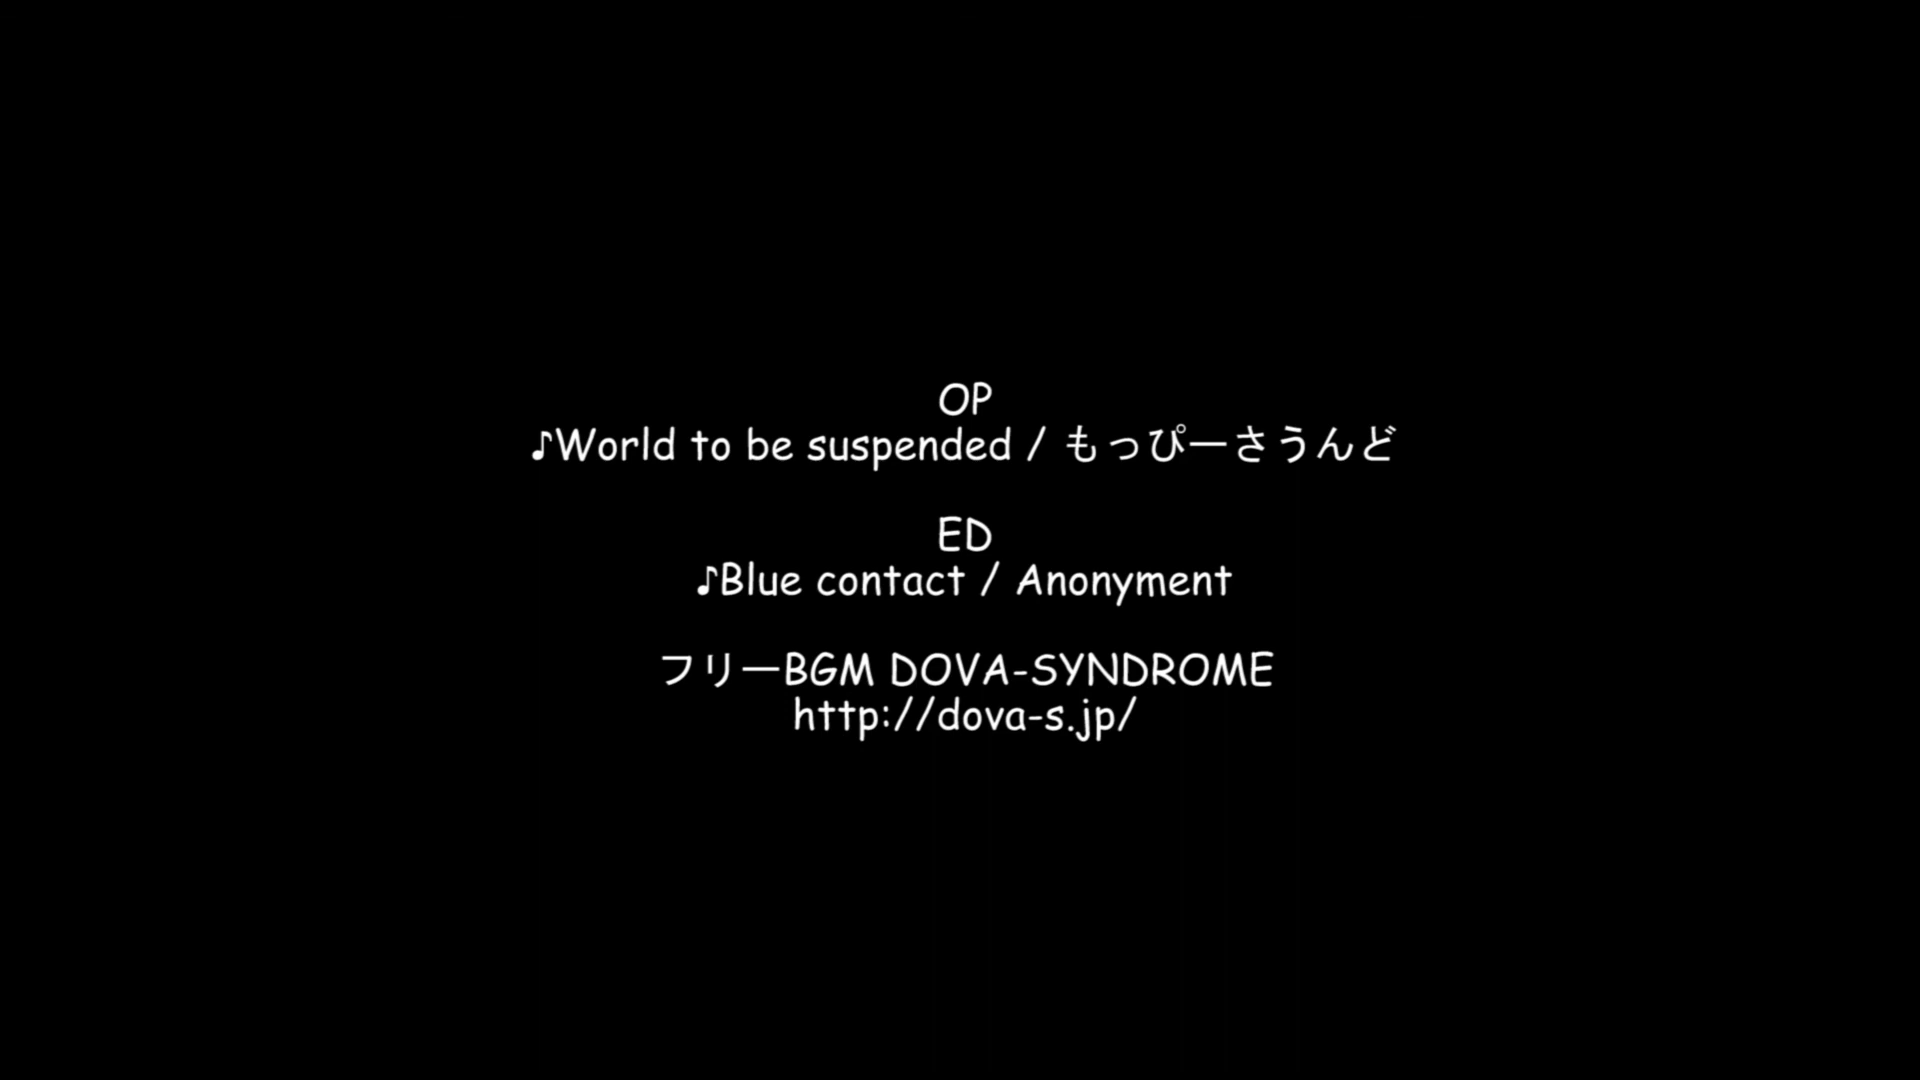 OP
♪World to be suspended / もっぴーさうんど
ED
♪Blue contact / Anonyment
フリーBGM DOVA-SYNDROME
http://dova-s.jp/